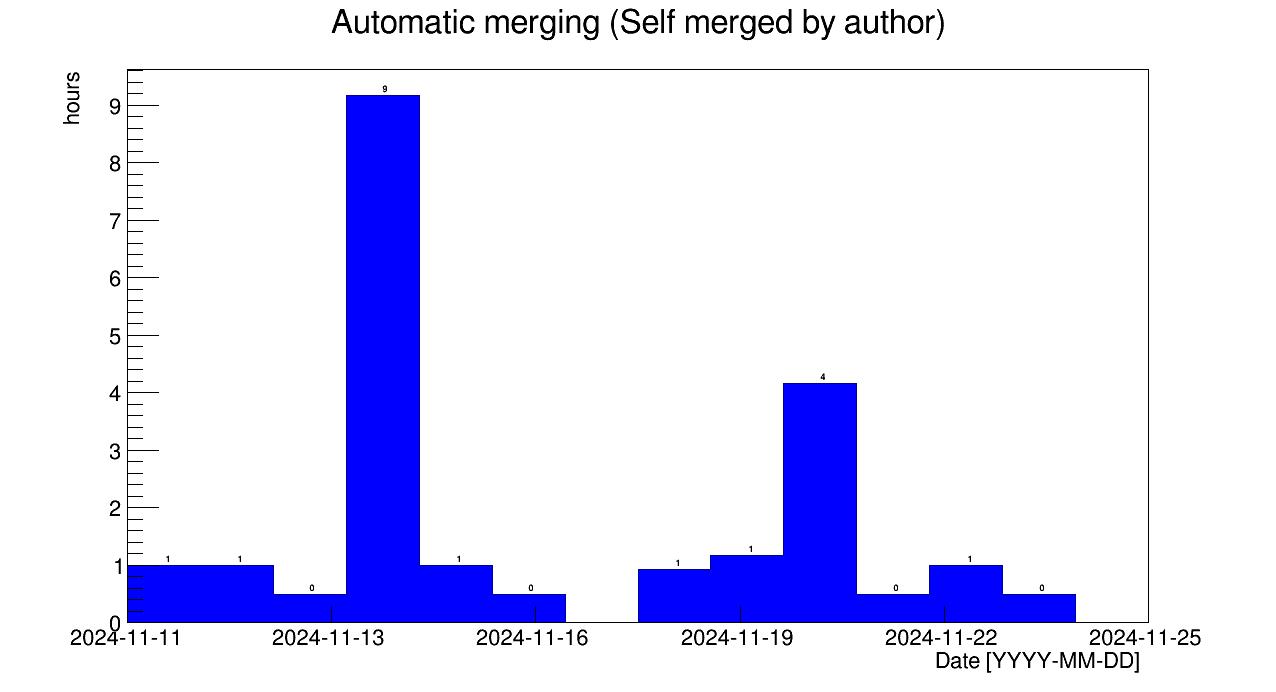 Automatic merging (Self merged by author)
hours
9
8
7
6
5
4
3
2
1
0
1 1 0 9 1 0 1 1 4 0 1 0
2024-11-11 2024-11-13 2024-11-16 2024-11-19 2024-11-22 2024-11-25
Date [YYYY-MM-DD]